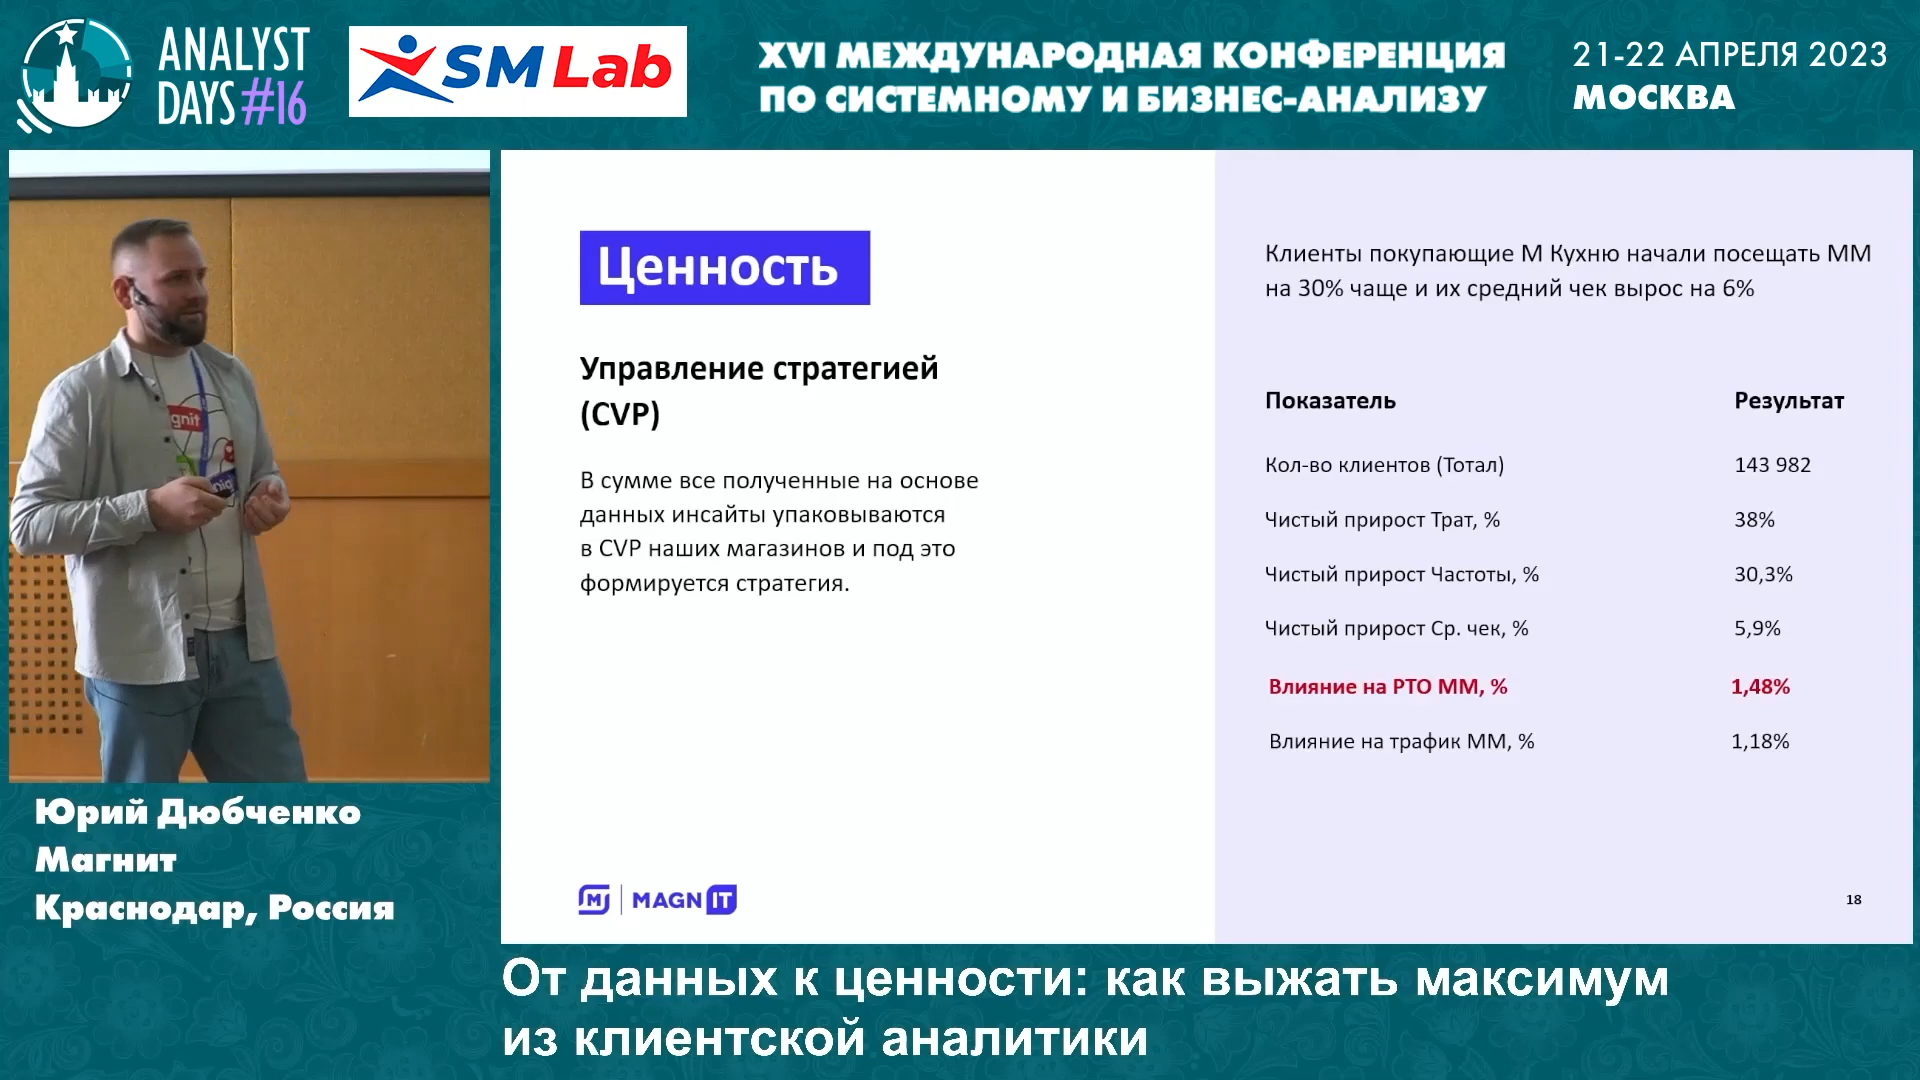 ANALYST
DAYS #16
SM Lab
XVI МЕЖДУНАРОДНАЯ КОНФЕРЕНЦИЯ
ПО СИСТЕМНОМУ И БИЗНЕС-АНАЛИЗУ
21-22 АПРЕЛЯ 2023
МОСКВА
gnit
Юрий Дюбченко
Магнит
Краснодар, Россия
Ценность
Управление стратегией
(CVP)
В сумме все полученные на основе
данных инсайты упаковываются
в CVP наших магазинов и под это
формируется стратегия.
M | MAGNIT
Клиенты покупающие М Кухню начали посещать ММ
на 30% чаще и их средний чек вырос на 6%
Показатель Результат
Кол-во клиентов (Тотал) 143 982
Чистый прирост Трат, % 38%
Чистый прирост Частоты, % 30,3%
Чистый прирост Ср. чек, % 5,9%
Влияние на РТО ММ, % 1,48%
Влияние на трафик ММ, % 1,18%
18
От данных к ценности: как выжать максимум
из клиентской аналитики